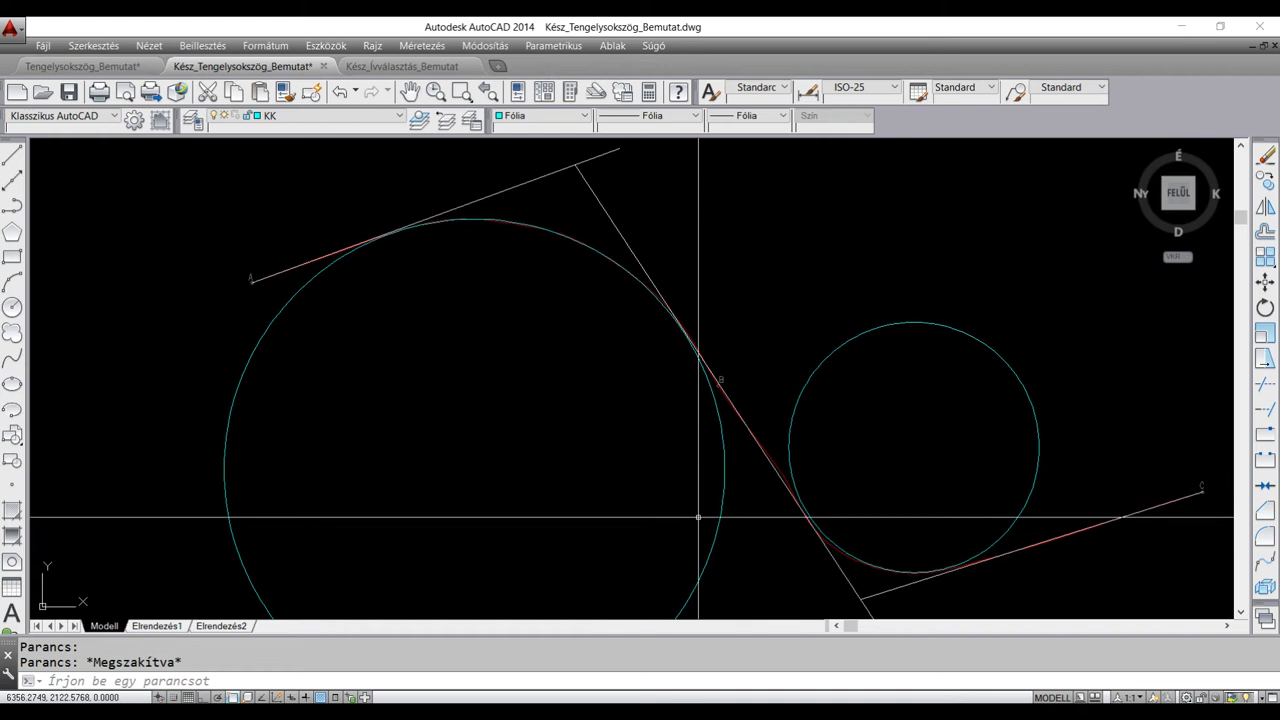 Autodesk AutoCAD 2014 Kész_Tengelysokszög_Bemutat.dwg
Fájl Szerkesztés Nézet Beillesztés Formátum Eszközök Rajz Méretezés Módosítás Parametrikus Ablak Súgó
Tengelysokszög_Bemutat* Kész_Tengelysokszög_Bemutat* Kész_Ívválasztás_Bemutat
Standarc ISO-25 Standard Standard
Klasszikus AutoCAD KK Fólia Fólia Fólia Szín
É
NY FELÜL K
D
VKR
A
B
C
Y
X
Modell Elrendezés1 Elrendezés2
Parancs:
Parancs: *Megszakítva*
Írjon be egy parancsot
6356.2749, 2122.5768, 0.0000 MODELL 1:1